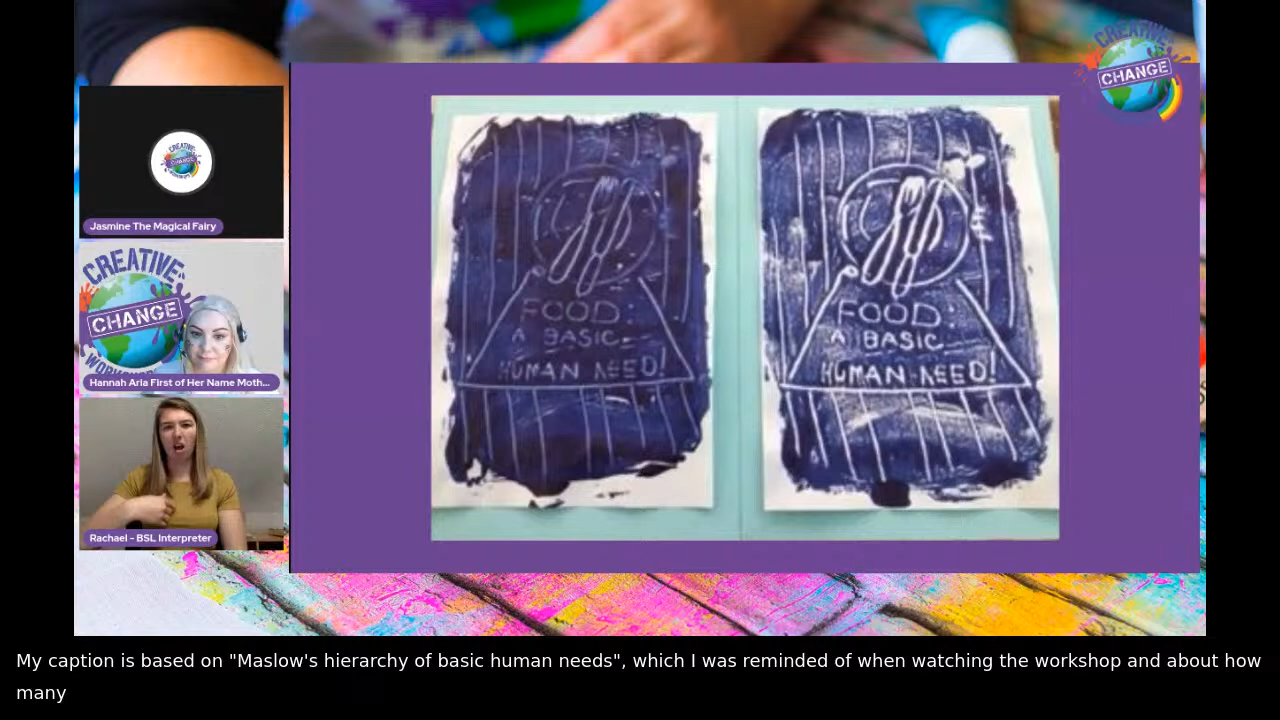 CREATIVE
CHANGE
Jasmine The Magical Fairy
CREATIVE
CHANGE
Hannah Aria First of Her Name Moth...
Rachael - BSL Interpreter
FOOD:
A BASIC
HUMAN NEED!
FOOD:
A BASIC
HUMAN NEED!
My caption is based on "Maslow's hierarchy of basic human needs", which I was reminded of when watching the workshop and about how
many